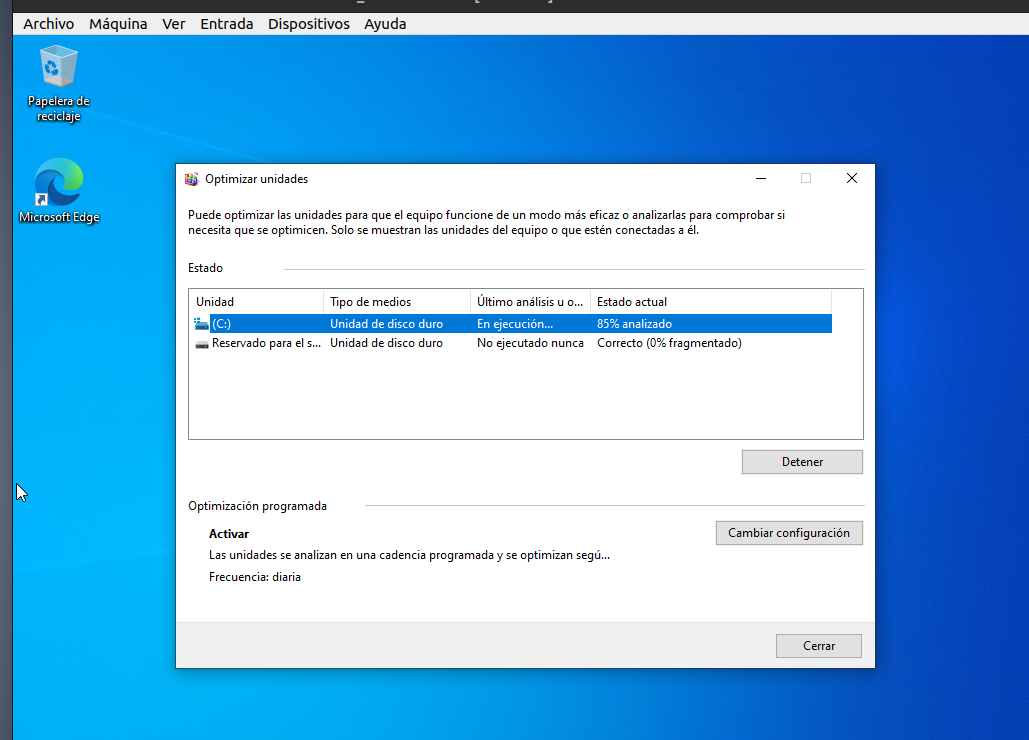 Archivo Máquina Ver Entrada Dispositivos Ayuda
Papelera de
reciclaje
Microsoft Edge
Optimizar unidades
Puede optimizar las unidades para que el equipo funcione de un modo más eficaz o analizarlas para comprobar si
necesita que se optimicen. Solo se muestran las unidades del equipo o que estén conectadas a él.
Estado
Unidad Tipo de medios Último análisis u o... Estado actual
(C:) Unidad de disco duro En ejecución... 85% analizado
Reservado para el s... Unidad de disco duro No ejecutado nunca Correcto (0% fragmentado)
Detener
Optimización programada
Activar
Cambiar configuración
Las unidades se analizan en una cadencia programada y se optimizan segú...
Frecuencia: diaria
Cerrar